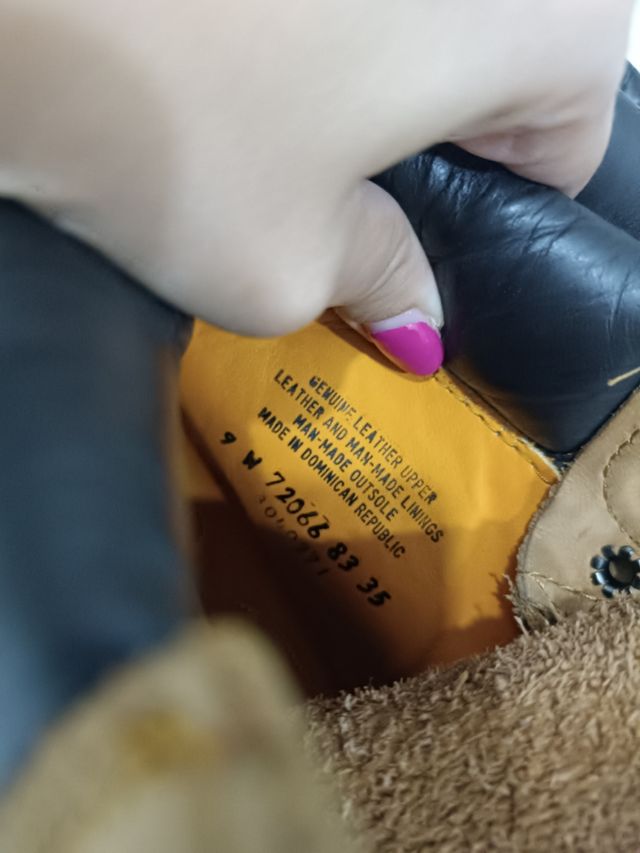 GENUINE LEATHER UPPER
LEATHER AND MAN-MADE LININGS
MAN-MADE OUTSOLE
MADE IN DOMINICAN REPUBLIC
9 W 72066 83 35